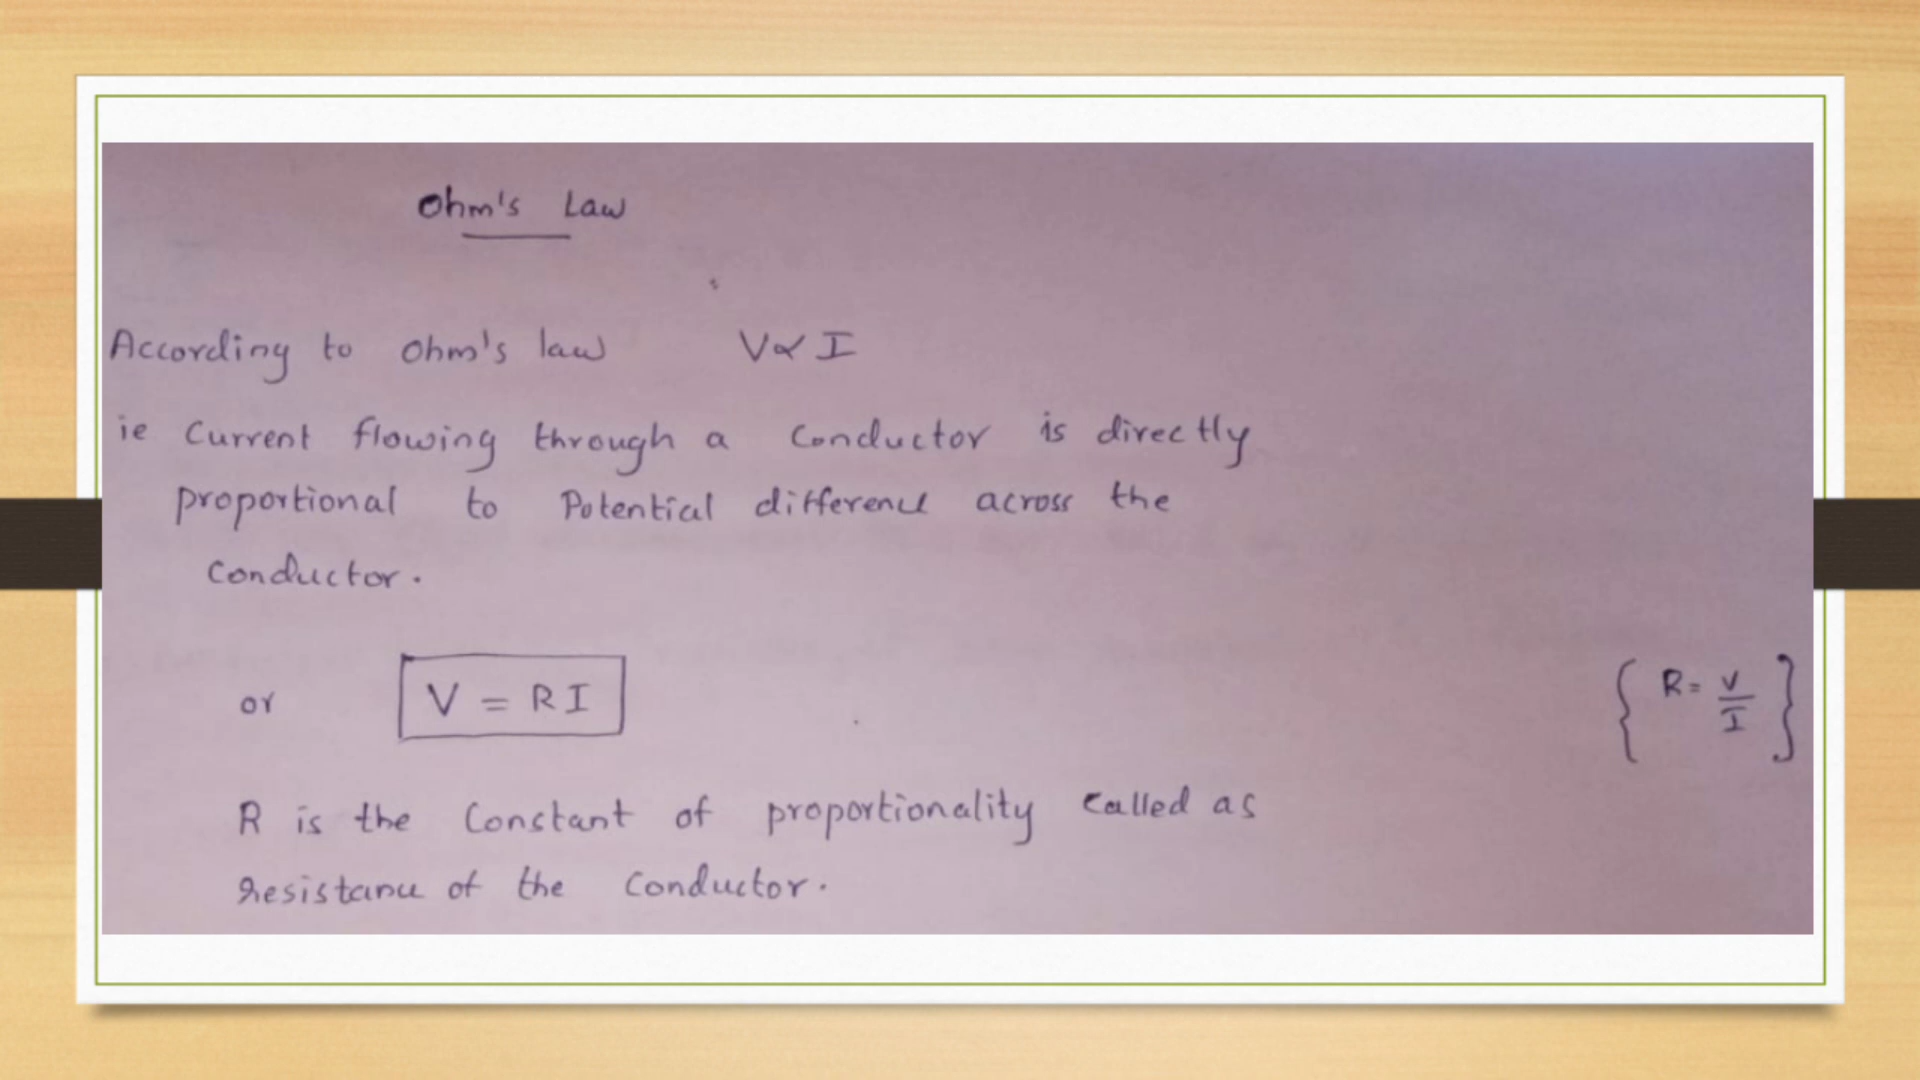 Ohm's Law
According to Ohm's law V∝I
ie Current flowing through a Conductor is directly
proportional to Potential difference across the
Conductor.
or V = RI { R = V/I }
R is the Constant of proportionality Called as
Resistance of the Conductor.